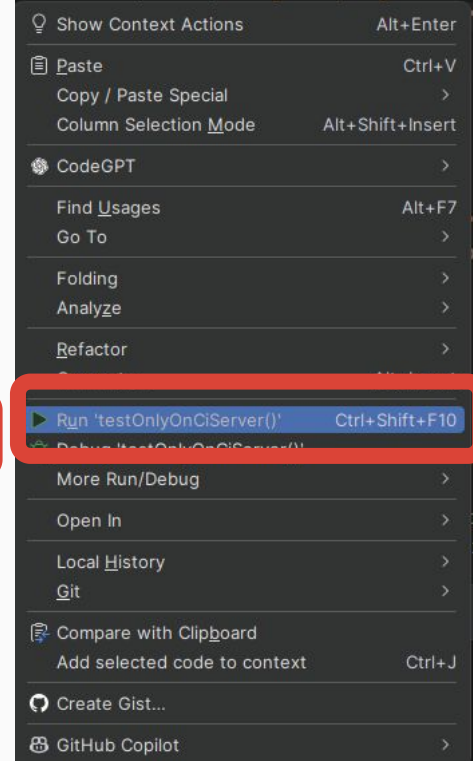 Show Context Actions Alt+Enter
Paste Ctrl+V
Copy / Paste Special
Column Selection Mode Alt+Shift+Insert
CodeGPT
Find Usages Alt+F7
Go To
Folding
Analyze
Refactor
Run 'testOnlyOnCiServer()' Ctrl+Shift+F10
Debug 'testOnlyOnCiServer()'
More Run/Debug
Open In
Local History
Git
Compare with Clipboard
Add selected code to context Ctrl+J
Create Gist...
GitHub Copilot